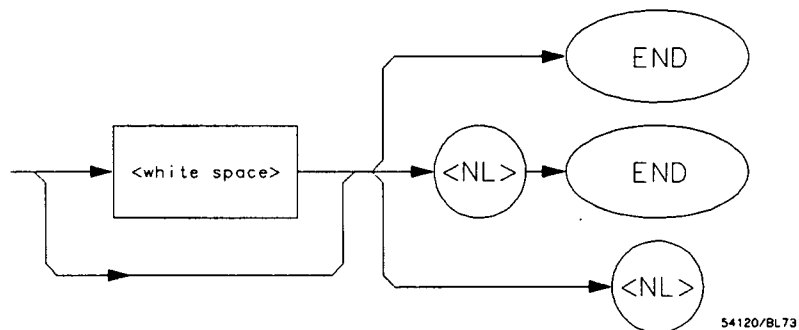 END
<white space>
<NL>
END
<NL>
54120/BL73